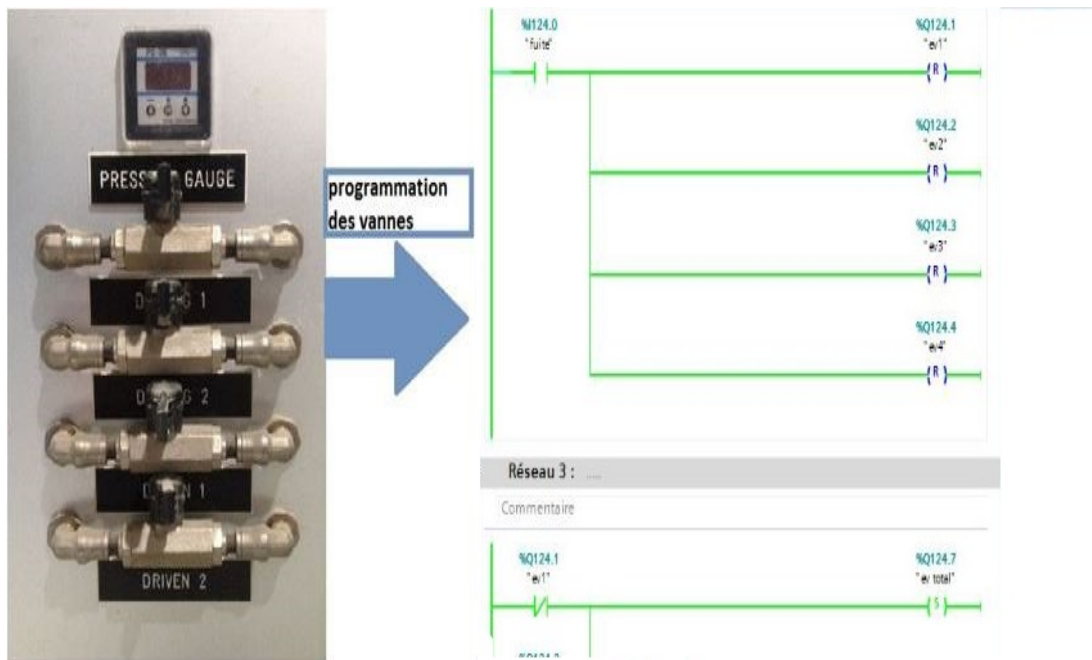 PRESS GAUGE
D G 1
D G 2
D N 1
DRIVEN 2
programmation
des vannes
%I124.0
"fuite"
%Q124.1
"ev1"
( R )
%Q124.2
"ev2"
( R )
%Q124.3
"ev3"
( R )
%Q124.4
"ev4"
( R )
Réseau 3 : .....
Commentaire
%Q124.1
"ev1"
%Q124.7
"ev total"
( S )